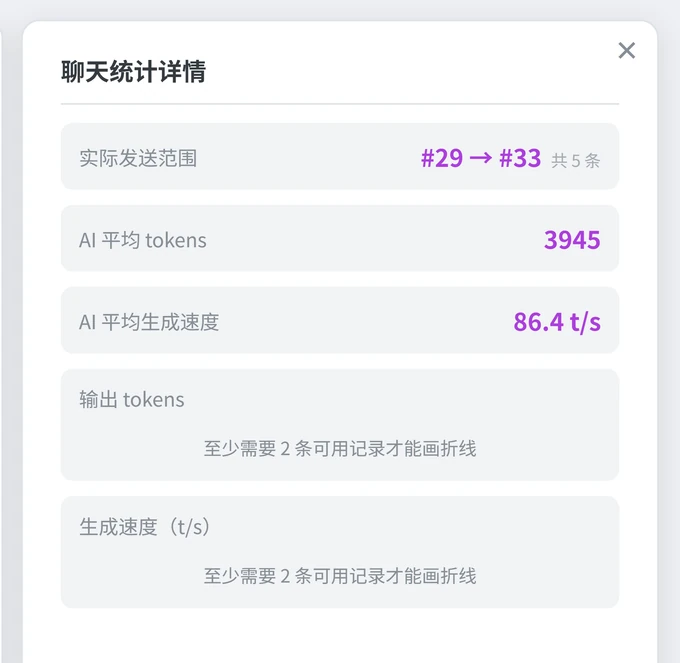 聊天统计详情
实际发送范围 #29 → #33 共 5 条
AI 平均 tokens 3945
AI 平均生成速度 86.4 t/s
输出 tokens
至少需要 2 条可用记录才能画折线
生成速度（t/s）
至少需要 2 条可用记录才能画折线